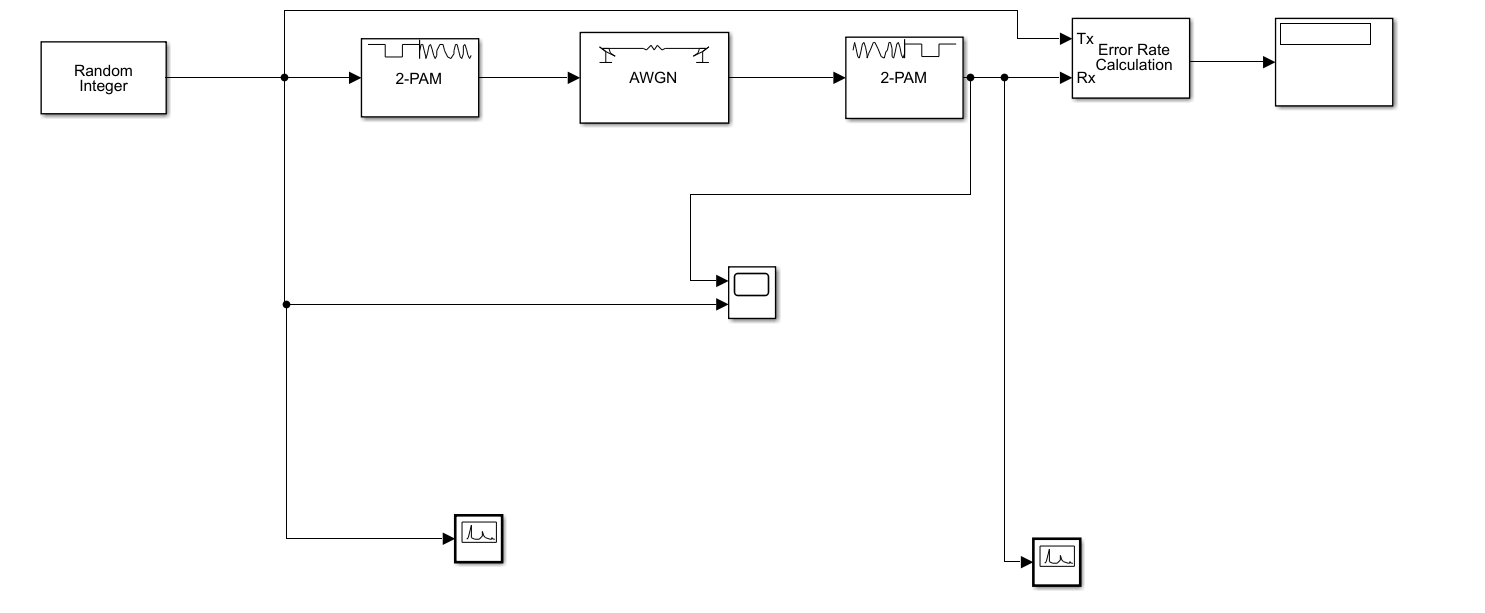 Random
Integer
2-PAM
AWGN
2-PAM
Tx
Rx
Error Rate
Calculation